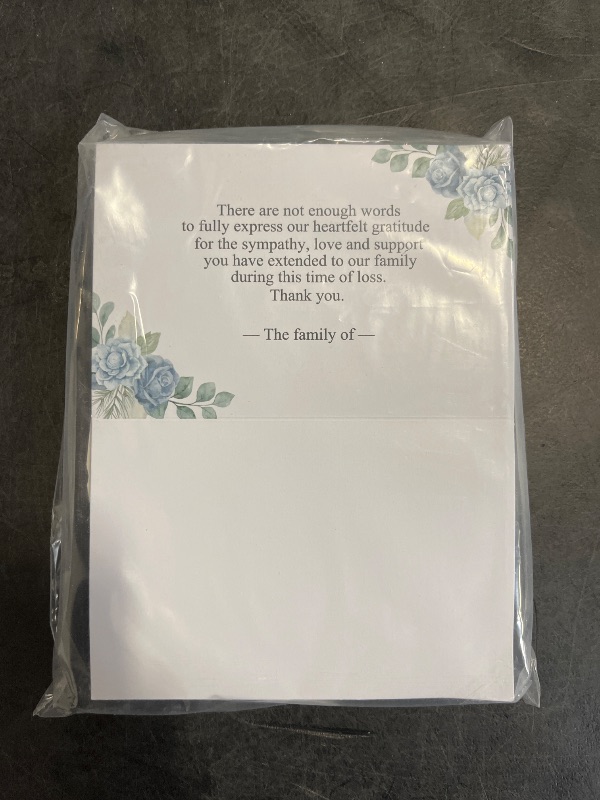 There are not enough words
to fully express our heartfelt gratitude
for the sympathy, love and support
you have extended to our family
during this time of loss.
Thank you.
— The family of —